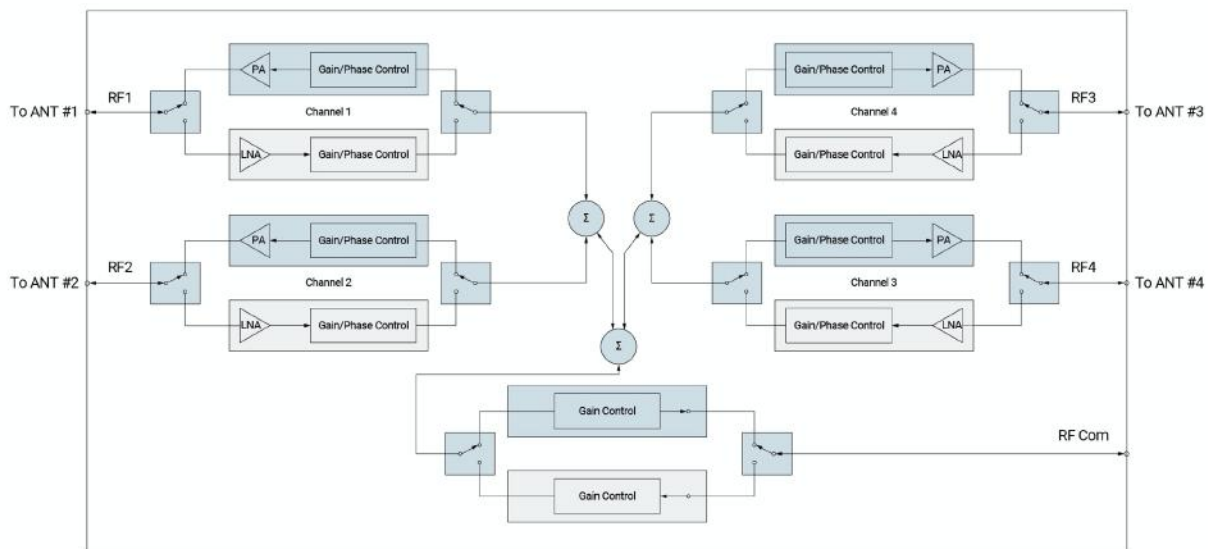 PA
Gain/Phase Control
RF1
To ANT #1
Channel 1
LNA
Gain/Phase Control
Σ
PA
Gain/Phase Control
RF2
To ANT #2
Channel 2
LNA
Gain/Phase Control
Gain/Phase Control
PA
RF3
To ANT #3
Channel 4
Gain/Phase Control
LNA
Σ
Gain/Phase Control
PA
RF4
To ANT #4
Channel 3
Gain/Phase Control
LNA
Σ
Gain Control
RF Com
Gain Control